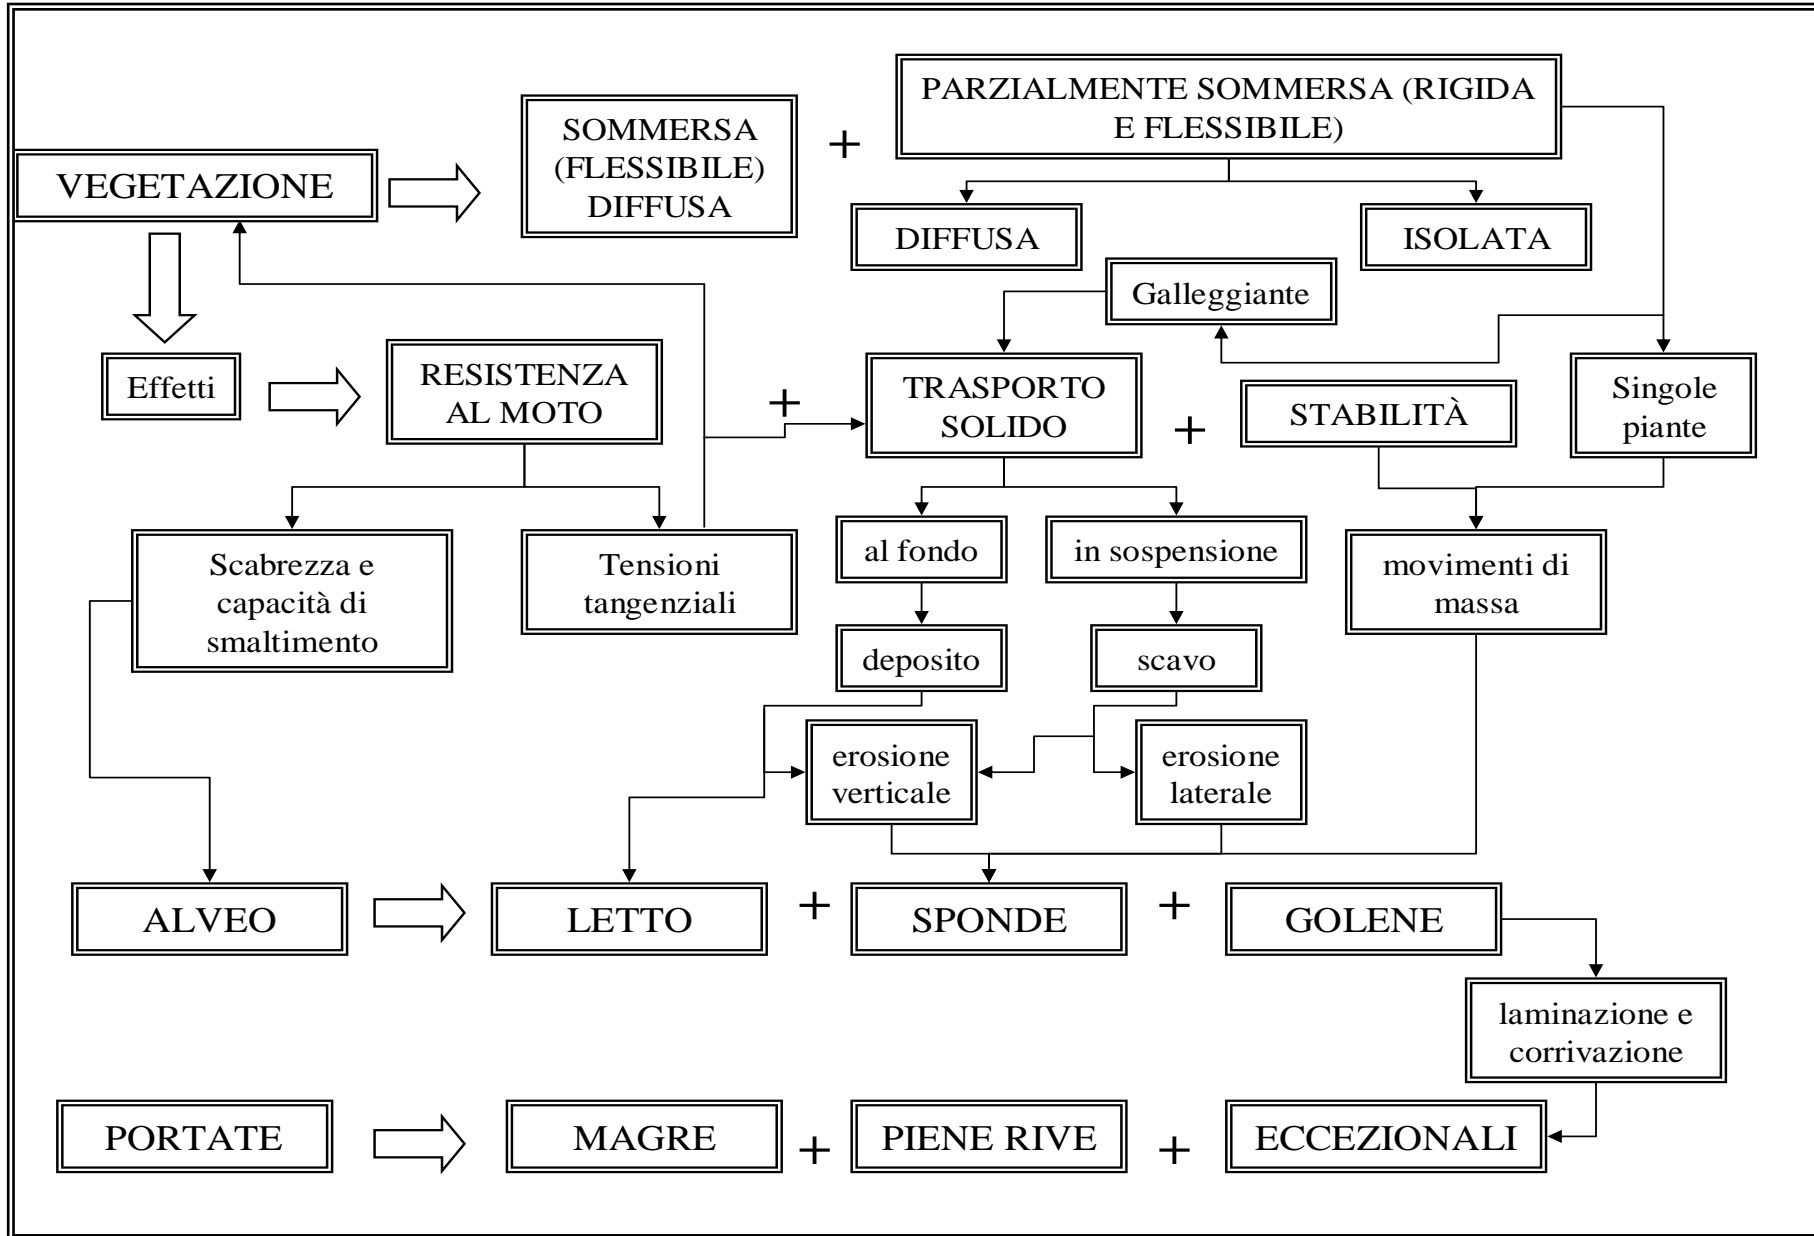 PARZIALMENTE SOMMERSA (RIGIDA
E FLESSIBILE)
SOMMERSA
(FLESSIBILE)
DIFFUSA
+
VEGETAZIONE
DIFFUSA
ISOLATA
Galleggiante
Effetti
RESISTENZA
AL MOTO
+
TRASPORTO
SOLIDO
+
STABILITÀ
Singole
piante
Scabrezza e
capacità di
smaltimento
Tensioni
tangenziali
al fondo
in sospensione
movimenti di
massa
deposito
scavo
erosione
verticale
erosione
laterale
ALVEO
LETTO
+
SPONDE
+
GOLENE
laminazione e
corrivazione
PORTATE
MAGRE
+
PIENE RIVE
+
ECCEZIONALI